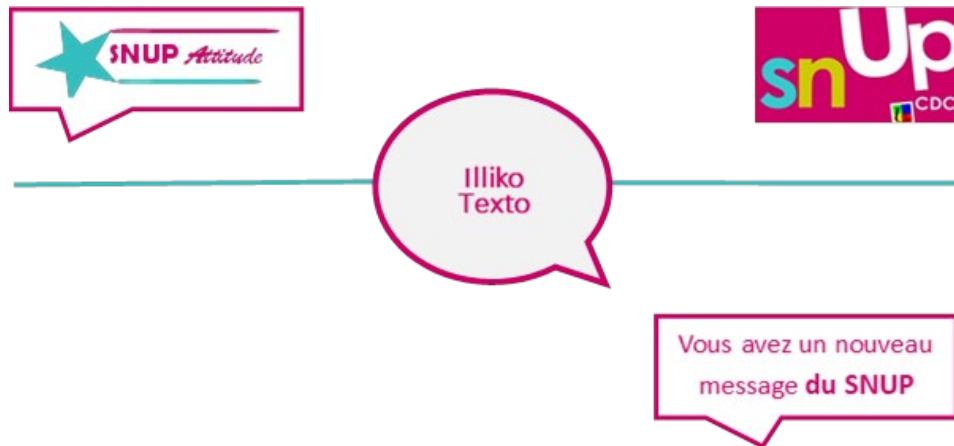 SNUP Attitude
snUp
CDC
Illiko
Texto
Vous avez un nouveau
message du SNUP